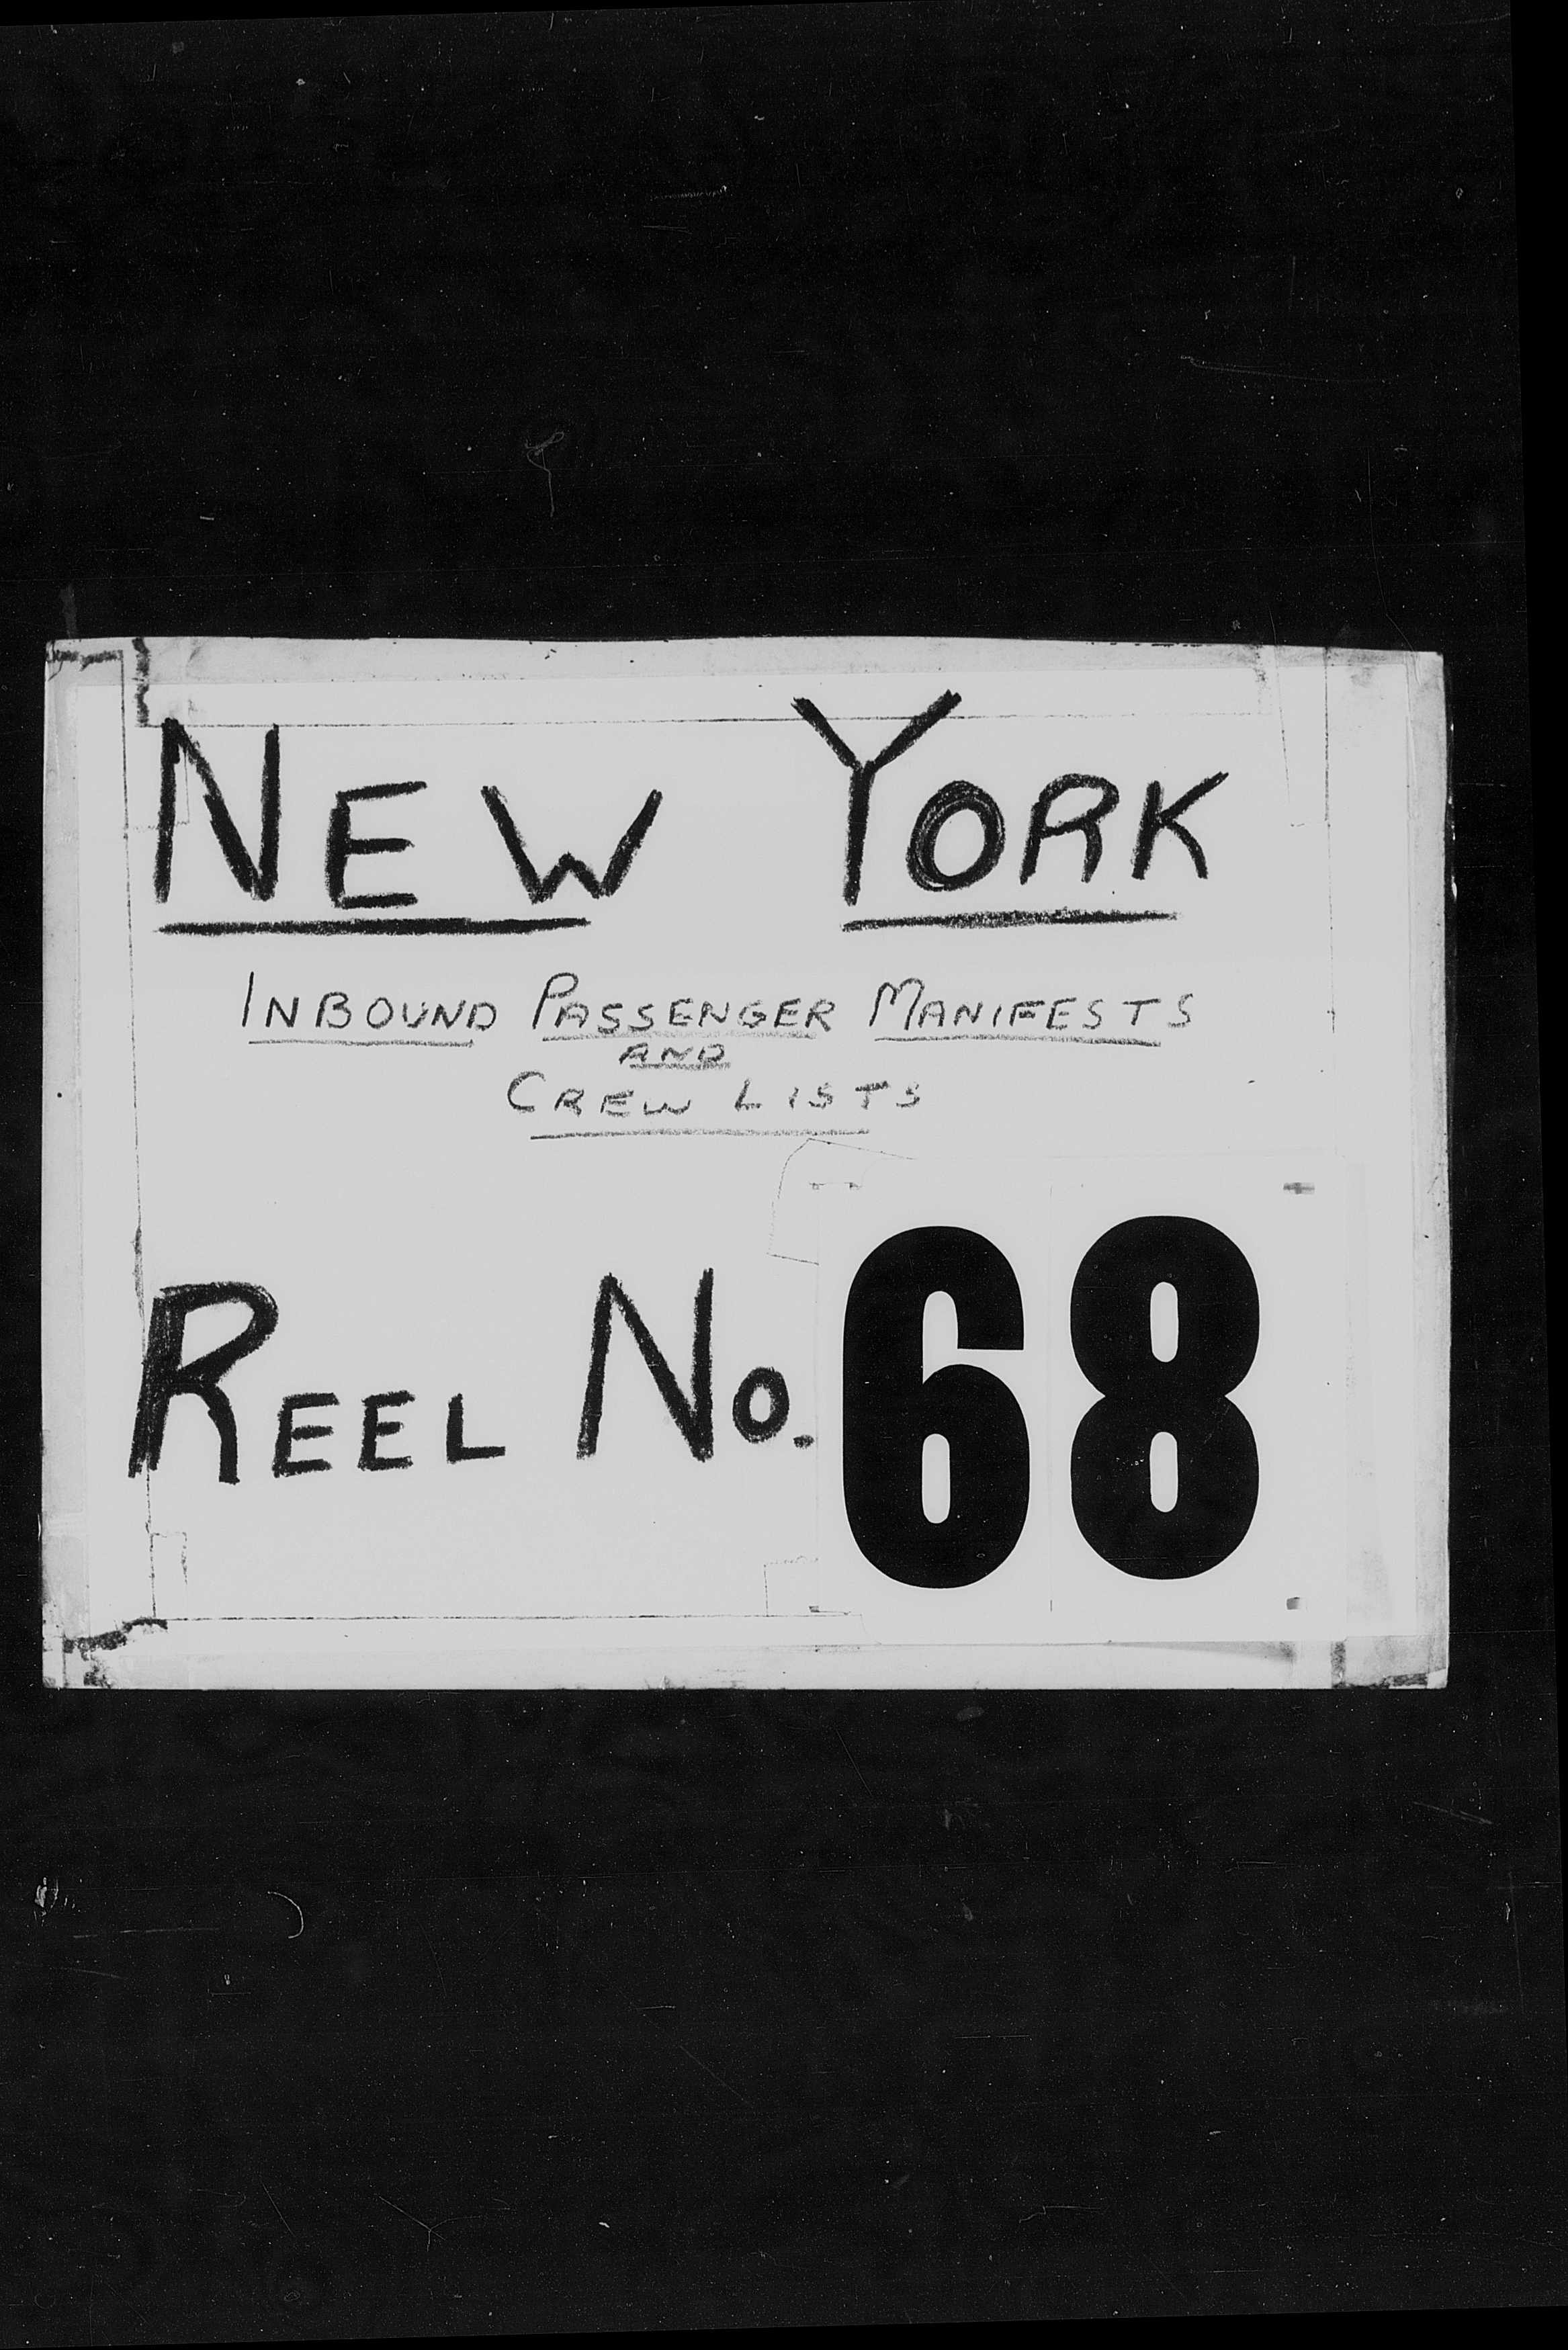 NEW YORK
INBOUND PASSENGER MANIFESTS
AND
CREW LISTS
REEL NO. 68